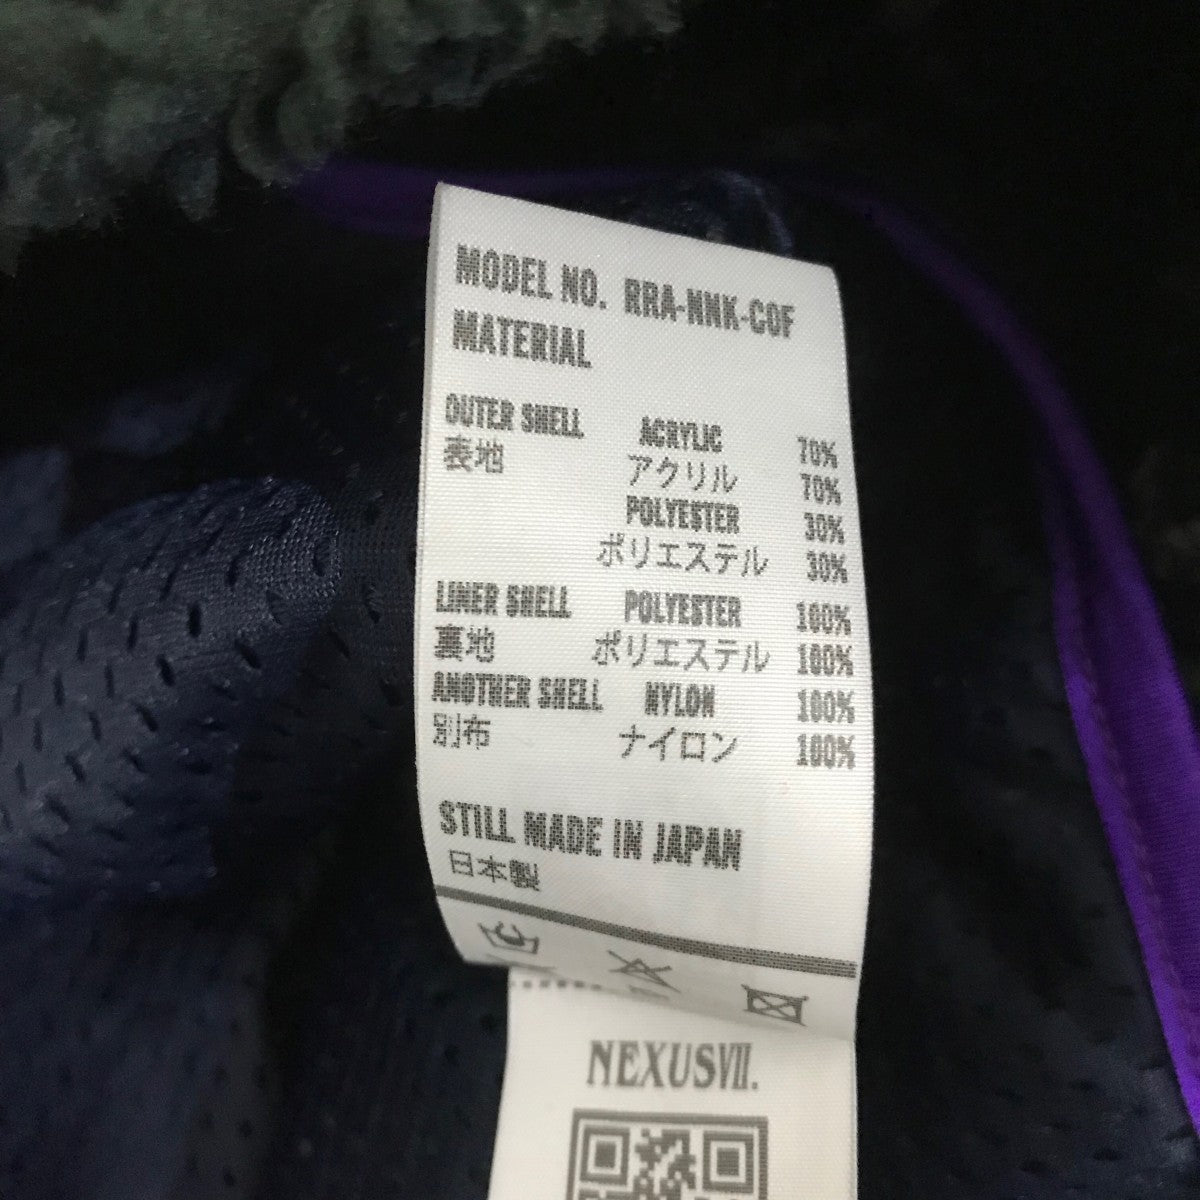 MODEL NO. RRA-NNK-COF
MATERIAL
OUTER SHELL ACRYLIC 70%
表地 アクリル 70%
POLYESTER 30%
ポリエステル 30%
LINER SHELL POLYESTER 100%
裏地 ポリエステル 100%
ANOTHER SHELL NYLON 100%
別布 ナイロン 100%
STILL MADE IN JAPAN
日本製
NEXUSVII.